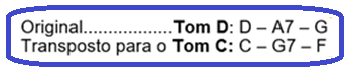 Original..................Tom D: D – A7 – G
Transposto para o Tom C: C – G7 – F